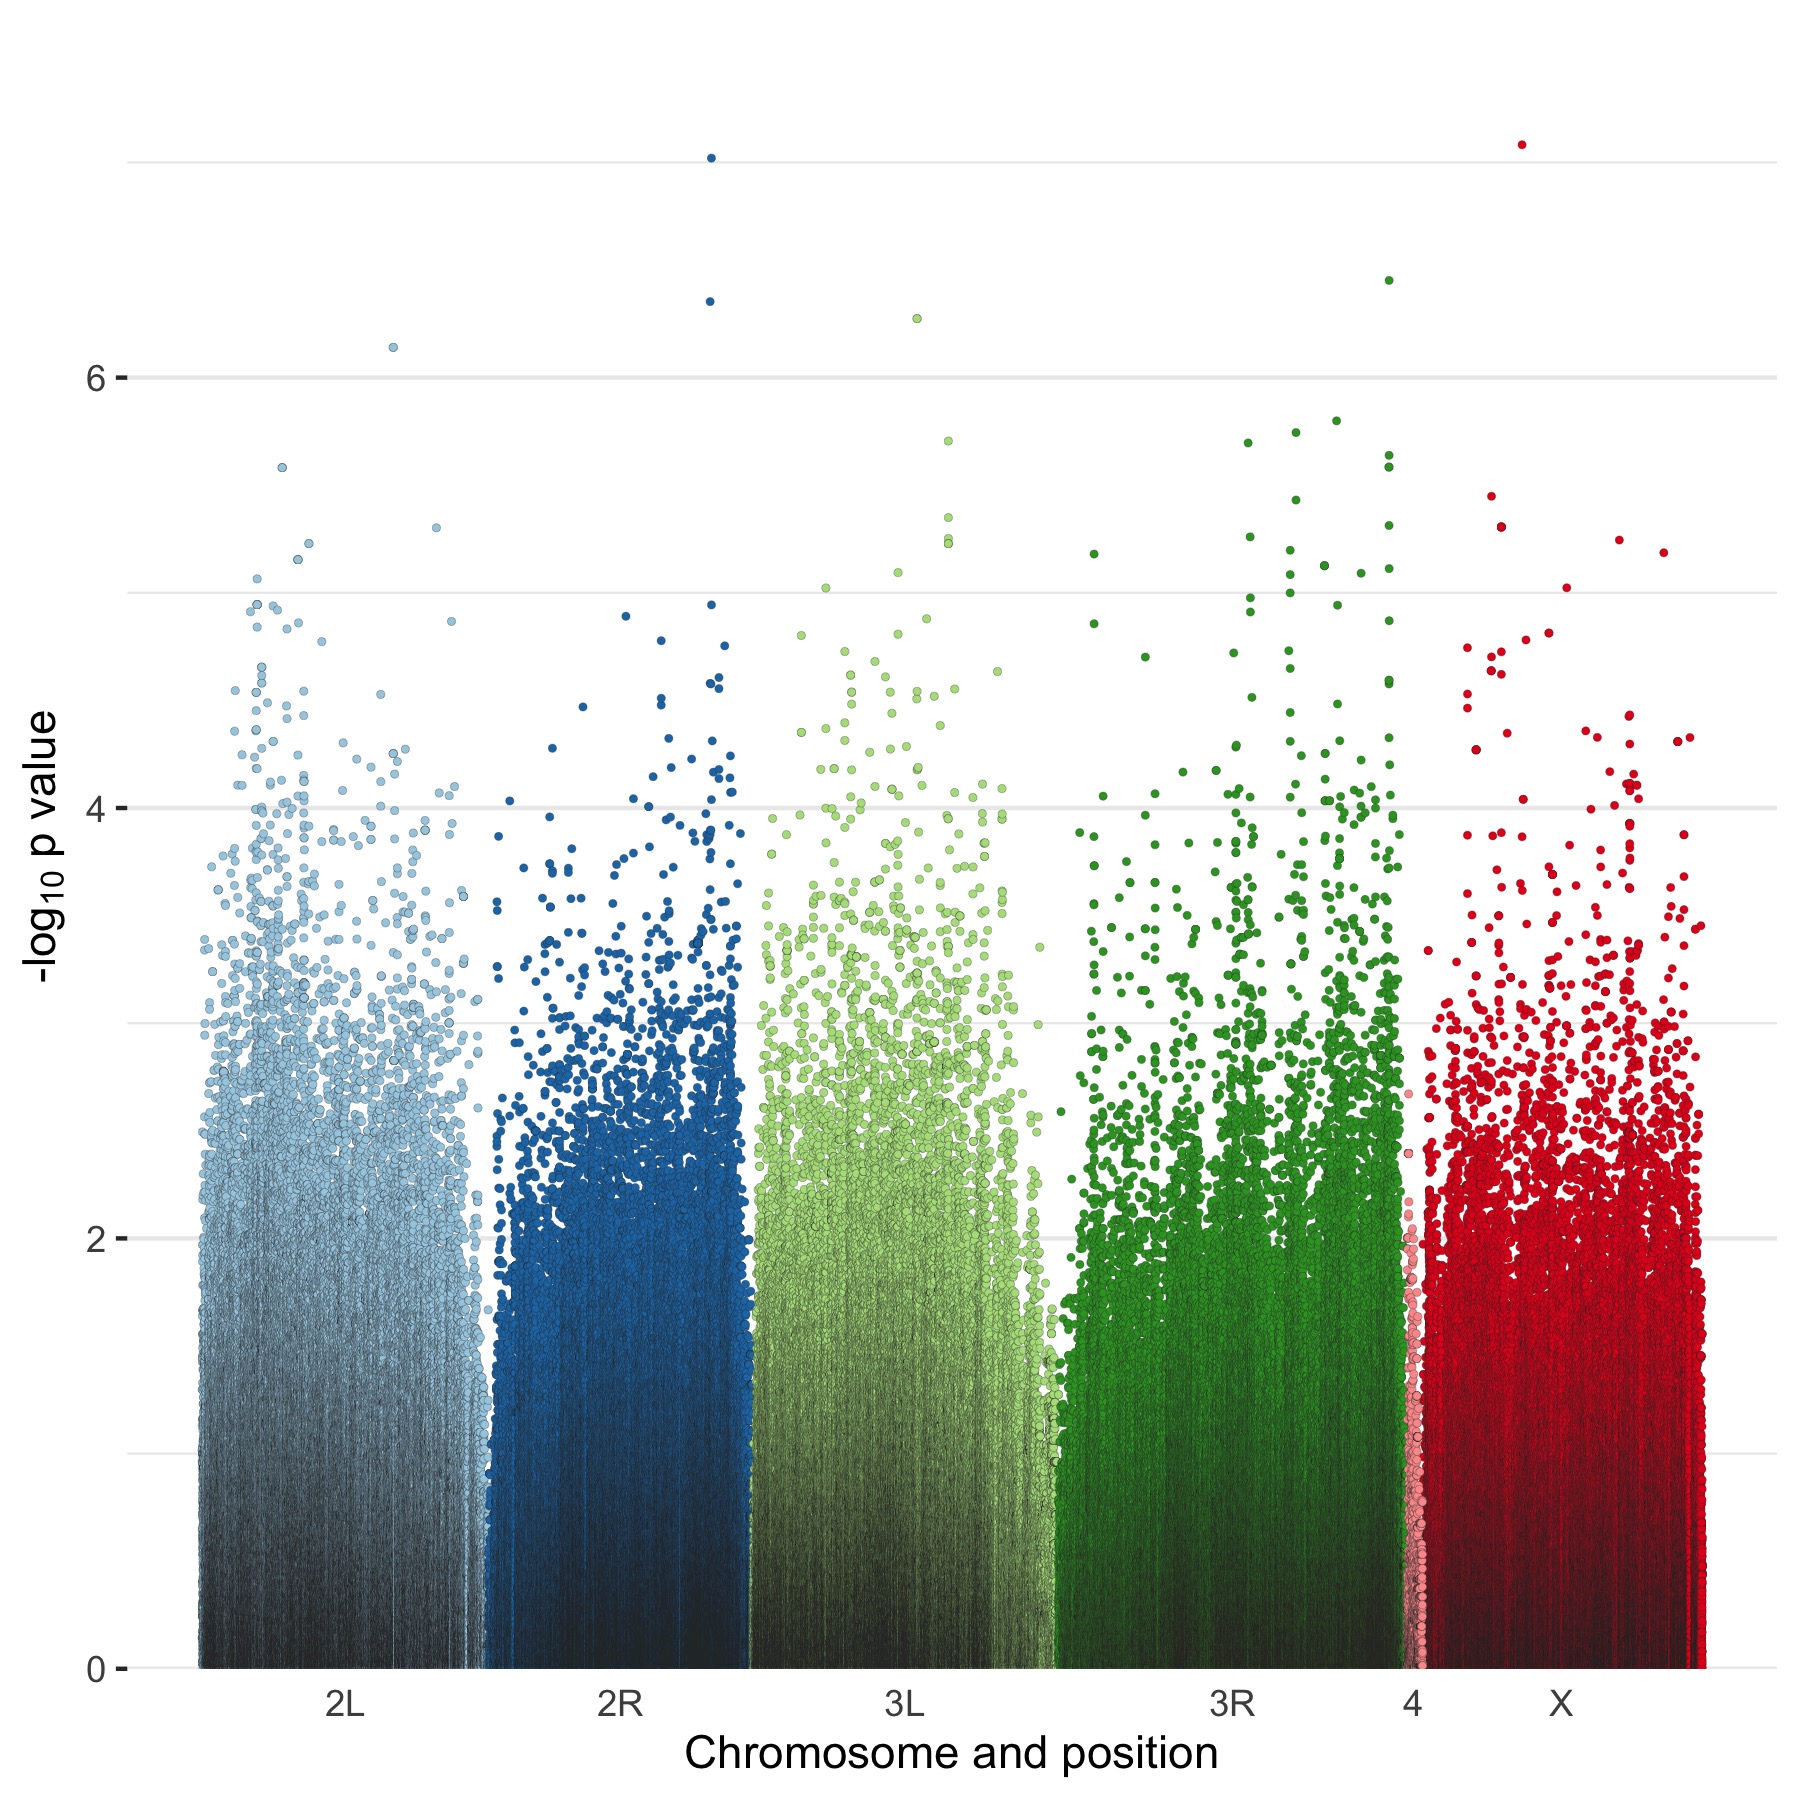 -log₁₀ p value
6
4
2
0
2L 2R 3L 3R 4 X
Chromosome and position